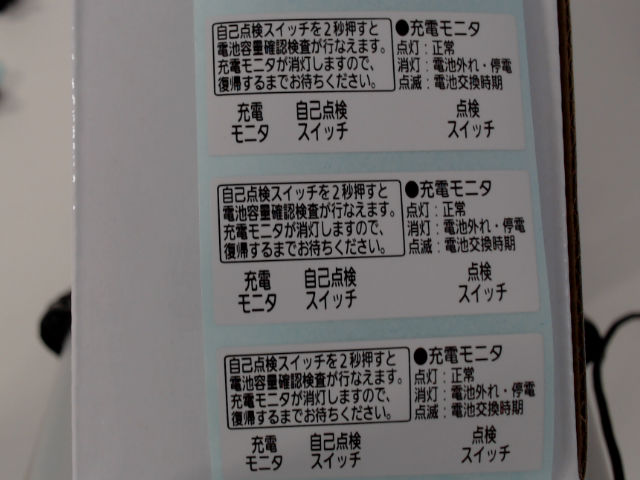 自己点検スイッチを2秒押すと
電池容量確認検査が行なえます。
充電モニタが消灯しますので、
復帰するまでお待ちください。
●充電モニタ
点灯：正常
消灯：電池外れ・停電
点滅：電池交換時期
充電
モニタ
自己点検
スイッチ
点検
スイッチ
自己点検スイッチを2秒押すと
電池容量確認検査が行なえます。
充電モニタが消灯しますので、
復帰するまでお待ちください。
●充電モニタ
点灯：正常
消灯：電池外れ・停電
点滅：電池交換時期
充電
モニタ
自己点検
スイッチ
点検
スイッチ
自己点検スイッチを2秒押すと
電池容量確認検査が行なえます。
充電モニタが消灯しますので、
復帰するまでお待ちください。
●充電モニタ
点灯：正常
消灯：電池外れ・停電
点滅：電池交換時期
充電
モニタ
自己点検
スイッチ
点検
スイッチ